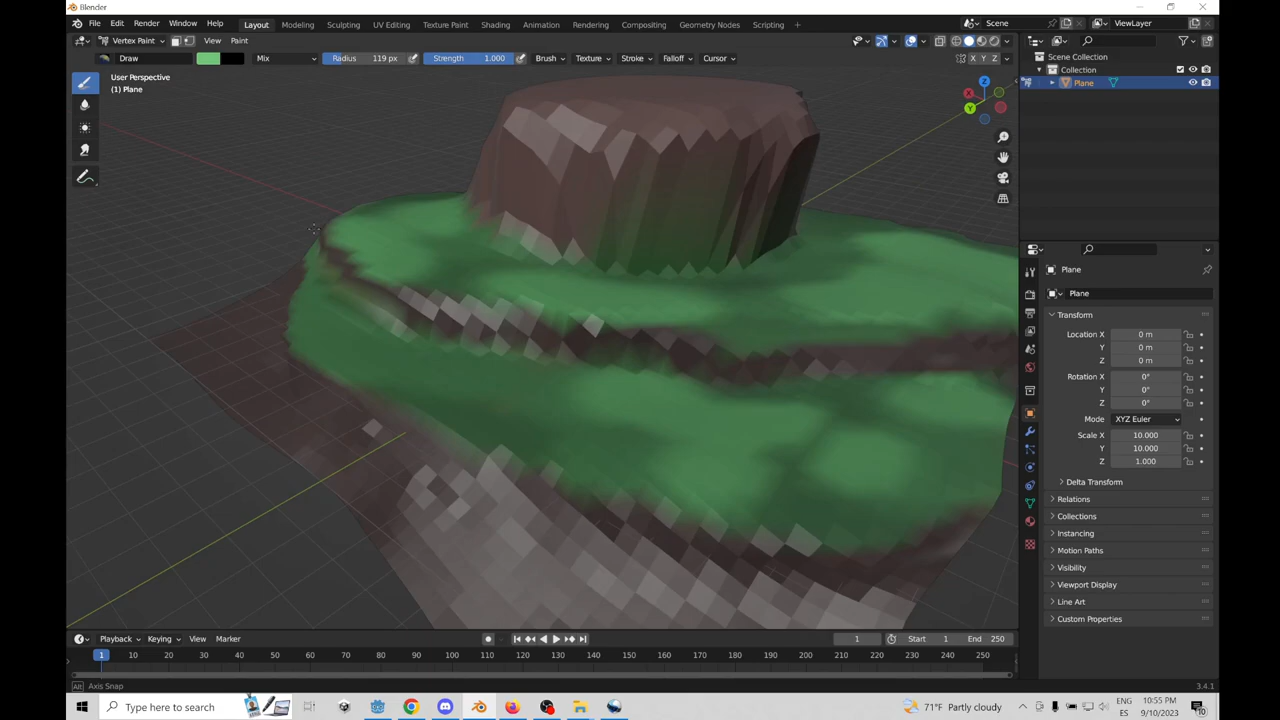 Blender
File Edit Render Window Help Layout Modeling Sculpting UV Editing Texture Paint Shading Animation Rendering Compositing Geometry Nodes Scripting + Scene ViewLayer
Vertex Paint View Paint
Draw Mix Radius 119 px Strength 1.000 Brush Texture Stroke Falloff Cursor X Y Z
User Perspective
(1) Plane
Z
X
Y
Scene Collection
Collection
Plane
Plane
Plane
Transform
Location X 0 m
Y 0 m
Z 0 m
Rotation X 0°
Y 0°
Z 0°
Mode XYZ Euler
Scale X 10.000
Y 10.000
Z 1.000
Delta Transform
Relations
Collections
Instancing
Motion Paths
Visibility
Viewport Display
Line Art
Custom Properties
Playback Keying View Marker 1 Start 1 End 250
1 10 20 30 40 50 60 70 80 90 100 110 120 130 140 150 160 170 180 190 200 210 220 230 240 250
Alt Axis Snap 3.4.1
Type here to search 71°F Partly cloudy ENG ES 10:55 PM 9/10/2023 10